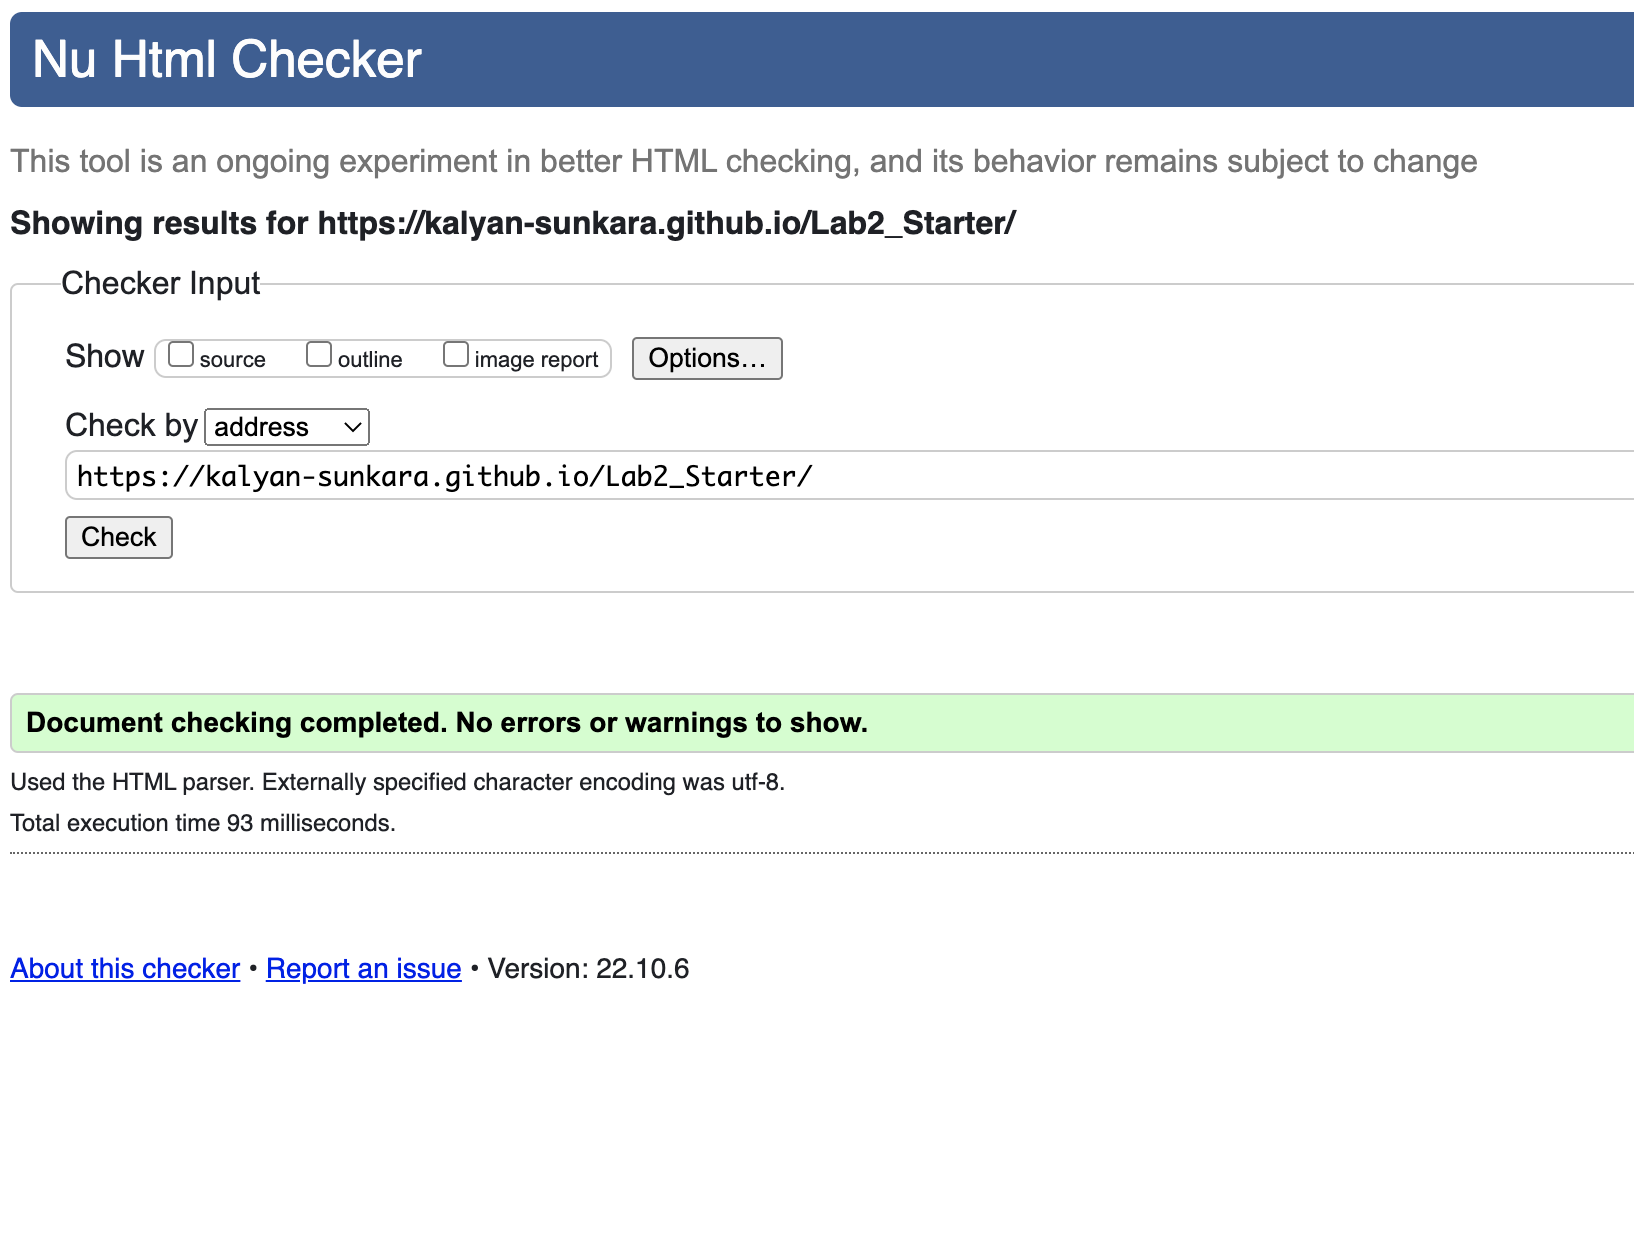 Nu Html Checker
This tool is an ongoing experiment in better HTML checking, and its behavior remains subject to change
Showing results for https://kalyan-sunkara.github.io/Lab2_Starter/
Checker Input
Show source outline image report Options…
Check by address
https://kalyan-sunkara.github.io/Lab2_Starter/
Check
Document checking completed. No errors or warnings to show.
Used the HTML parser. Externally specified character encoding was utf-8.
Total execution time 93 milliseconds.
About this checker • Report an issue • Version: 22.10.6